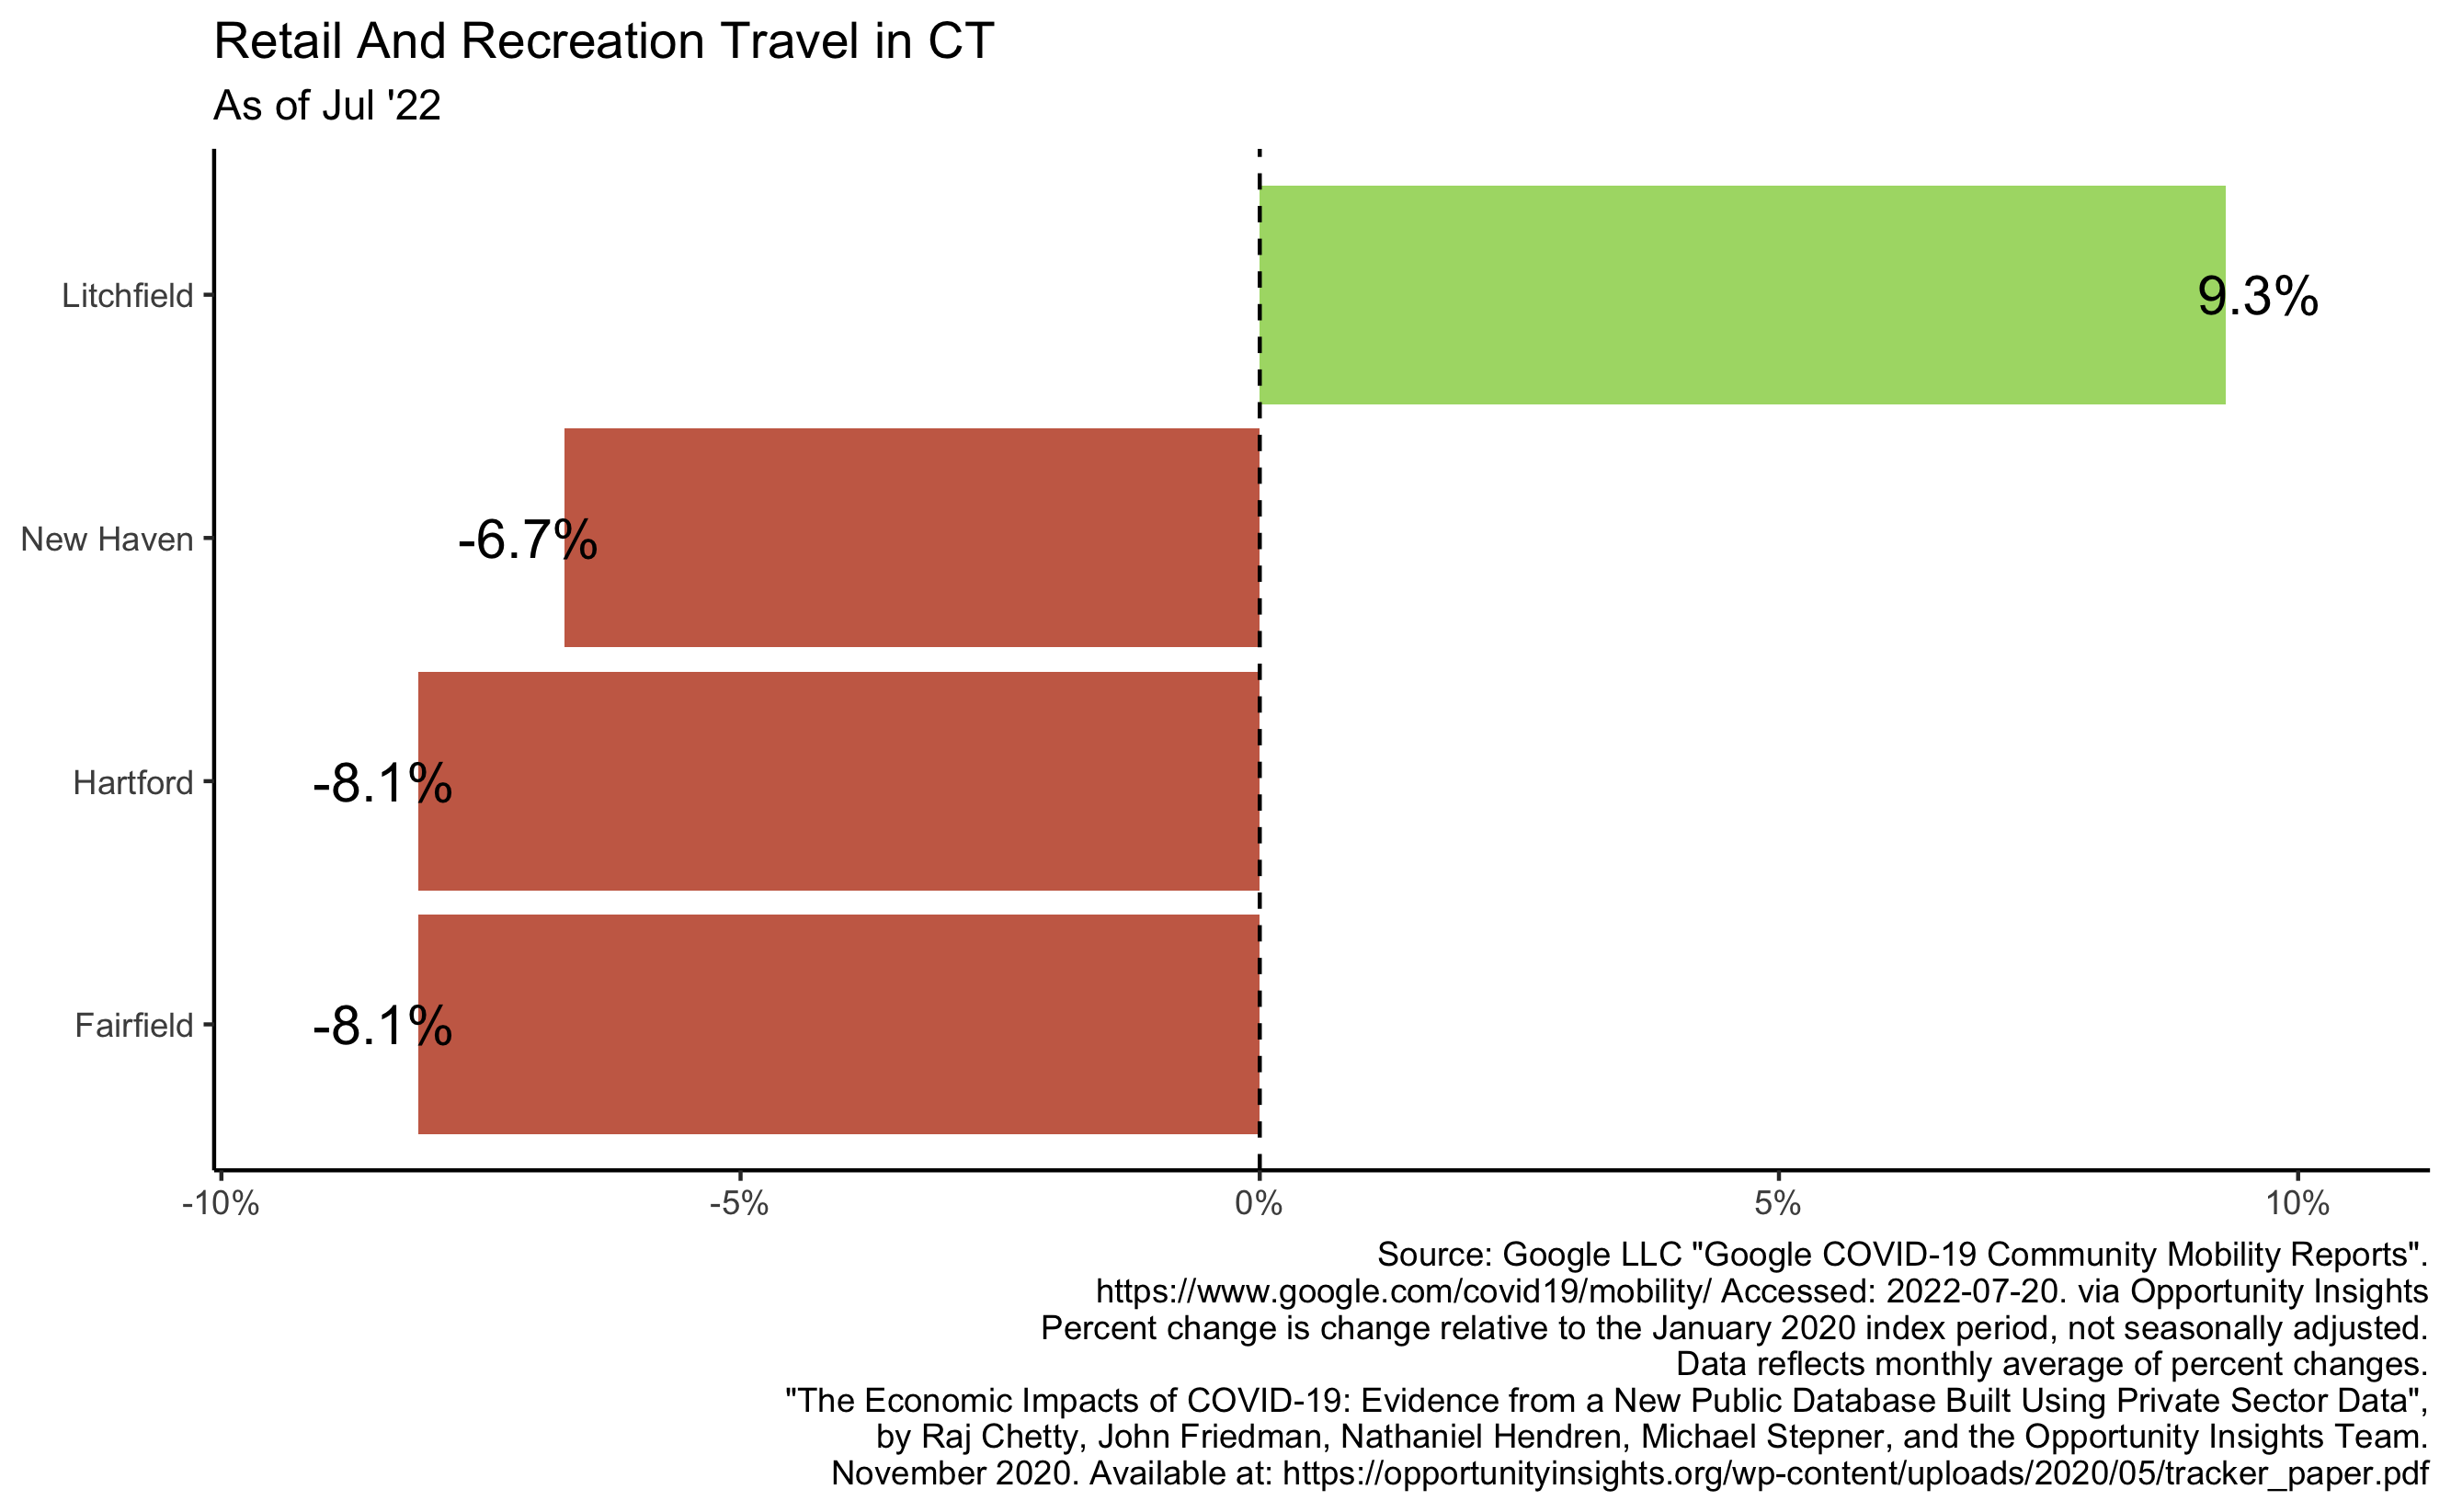 Retail And Recreation Travel in CT
As of Jul '22
Litchfield
9.3%
New Haven
-6.7%
Hartford
-8.1%
Fairfield
-8.1%
-10%
-5%
0%
5%
10%
Source: Google LLC "Google COVID-19 Community Mobility Reports".
https://www.google.com/covid19/mobility/ Accessed: 2022-07-20. via Opportunity Insights
Percent change is change relative to the January 2020 index period, not seasonally adjusted.
Data reflects monthly average of percent changes.
"The Economic Impacts of COVID-19: Evidence from a New Public Database Built Using Private Sector Data",
by Raj Chetty, John Friedman, Nathaniel Hendren, Michael Stepner, and the Opportunity Insights Team.
November 2020. Available at: https://opportunityinsights.org/wp-content/uploads/2020/05/tracker_paper.pdf